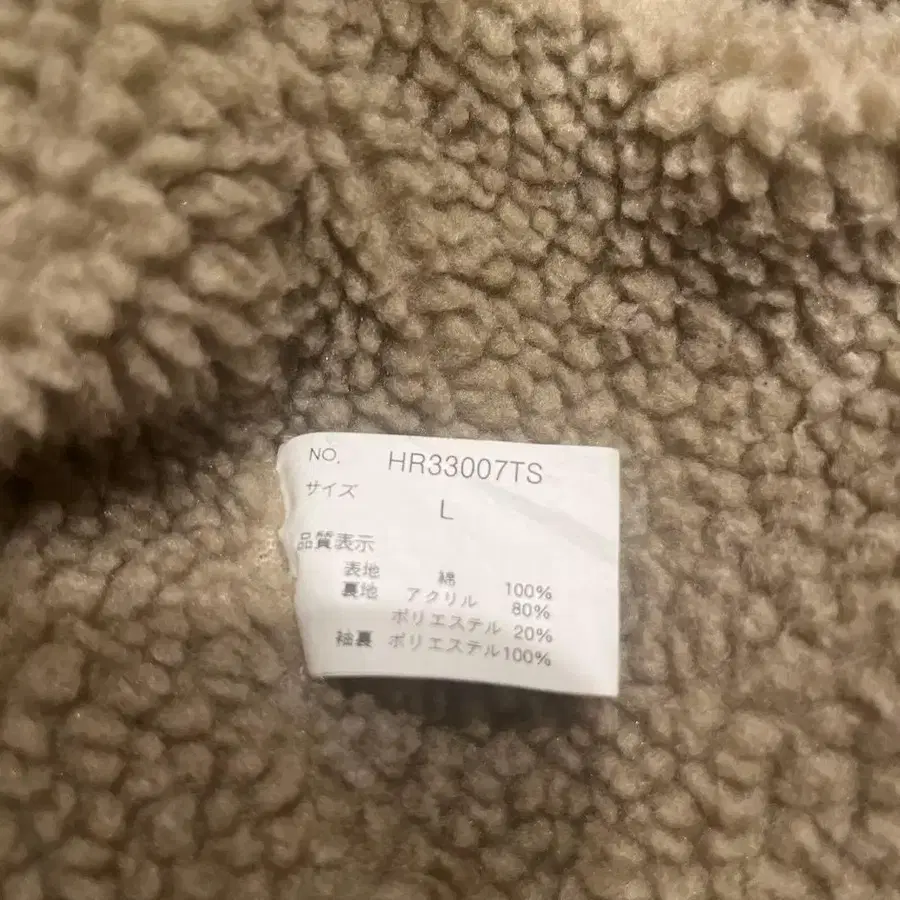 NO. HR33007TS
サイズ
L
品質表示
表地 綿 100%
裏地 アクリル 80%
ポリエステル 20%
袖裏 ポリエステル100%